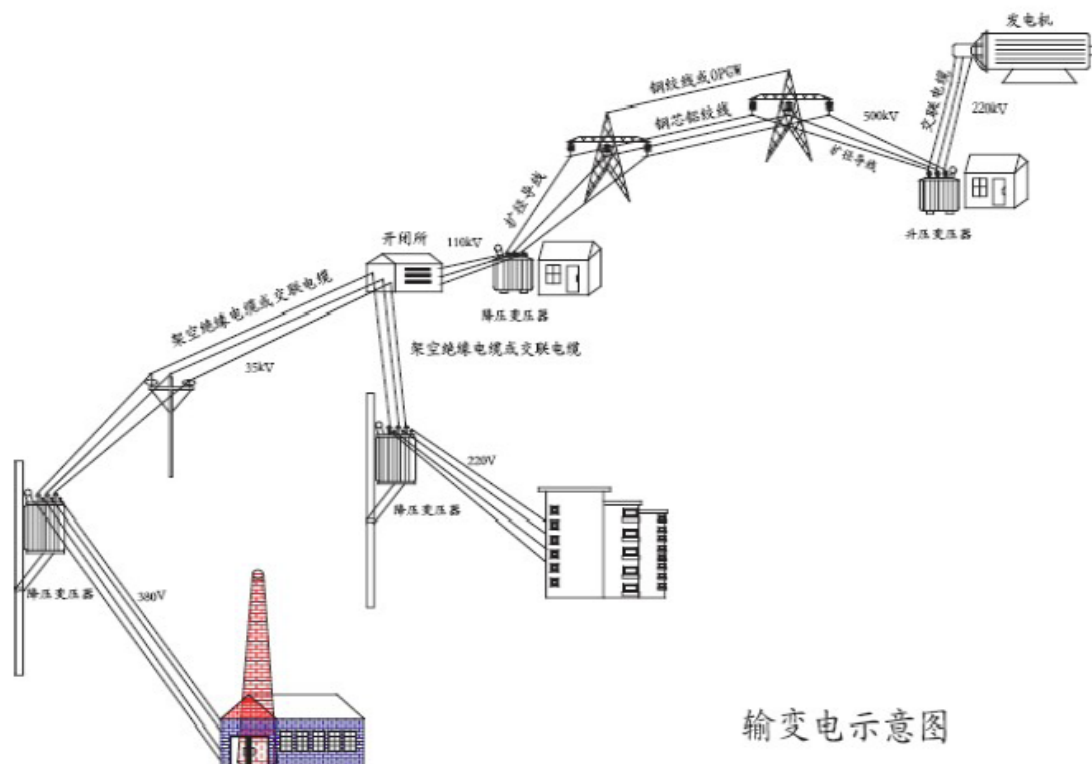 发电机
钢绞线或OPGW
交联电缆
220kV
钢芯铝绞线
500kV
扩径导线
扩径导线
升压变压器
开闭所
110kV
降压变压器
架空绝缘电缆或交联电缆
架空绝缘电缆或交联电缆
35kV
220V
降压变压器
降压变压器
380V
输变电示意图